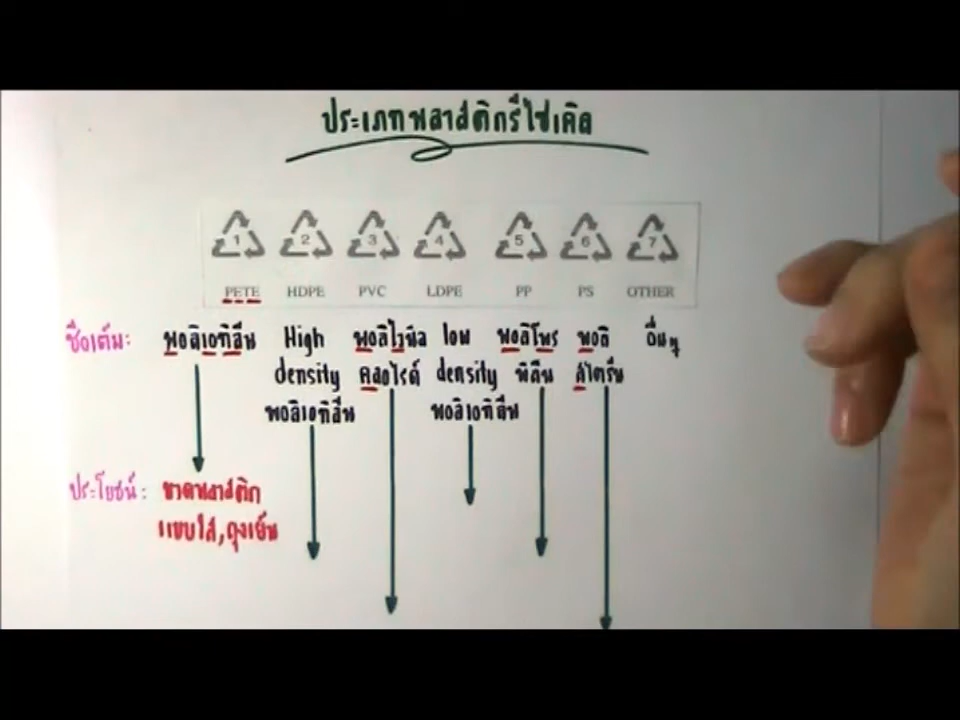 ประเภทพลาสติกรีไซเคิล
1 2 3 4 5 6 7
PETE HDPE PVC LDPE PP PS OTHER
ชื่อเต็ม: พอลิเอทิลีน High พอลิไวนิล low พอลิโพร พอลิ อื่นๆ
density คลอไรด์ density พิลีน สไตรีน
พอลิเอทิลีน พอลิเอทิลีน
ประโยชน์: ขวดพลาสติก
แบบใส,ถุงเย็น